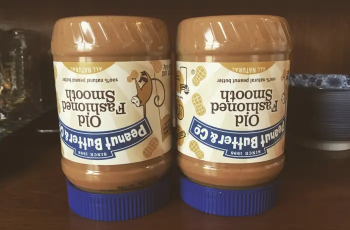 Peanut Butter & Co
SINCE 1998
Old
Fashioned
Smooth
100% natural peanut butter
ALL NATURAL
Peanut Butter & Co.
SINCE 1998
Old
Fashioned
Smooth
100% natural peanut butter
ALL NATURAL